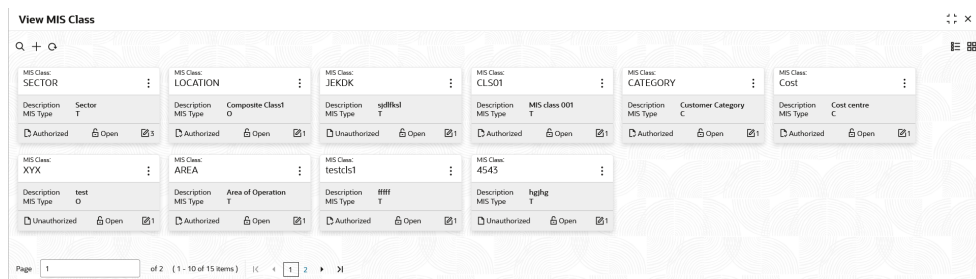 View MIS Class
MIS Class:
SECTOR
Description Sector
MIS Type T
Authorized Open 3
MIS Class:
LOCATION
Description Composite Class1
MIS Type O
Authorized Open 1
MIS Class:
JEKDK
Description sjdlfksl
MIS Type T
Unauthorized Open 1
MIS Class:
CLS01
Description MIS class 001
MIS Type T
Authorized Open 1
MIS Class:
CATEGORY
Description Customer Category
MIS Type C
Authorized Open 1
MIS Class:
Cost
Description Cost centre
MIS Type C
Authorized Open 1
MIS Class:
XYX
Description test
MIS Type O
Unauthorized Open 1
MIS Class:
AREA
Description Area of Operation
MIS Type T
Authorized Open 1
MIS Class:
testcls1
Description fffff
MIS Type T
Authorized Open 1
MIS Class:
4543
Description hgjhg
MIS Type T
Unauthorized Open 1
Page 1 of 2 ( 1 - 10 of 15 items ) 1 2